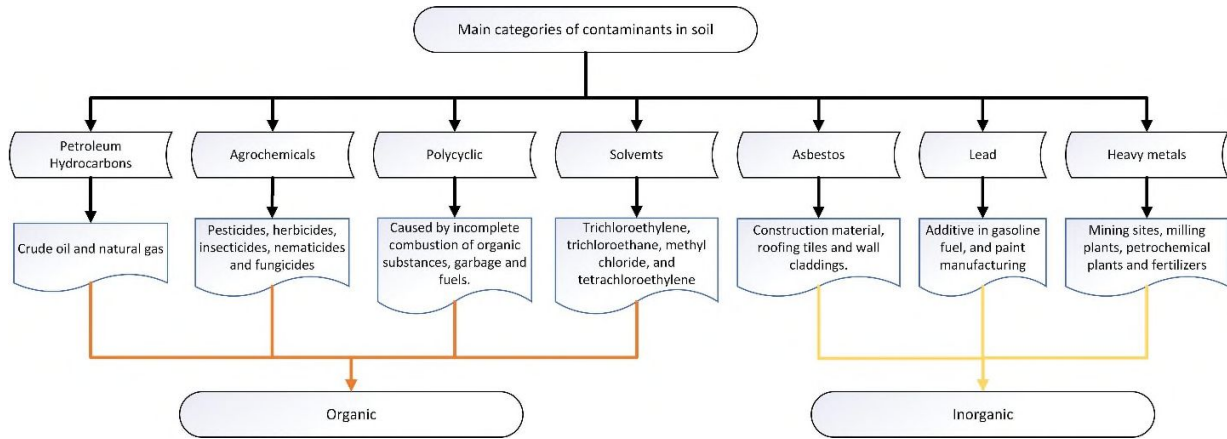 Main categories of contaminants in soil
Petroleum
Hydrocarbons
Agrochemicals
Polycyclic
Solvemts
Asbestos
Lead
Heavy metals
Crude oil and natural gas
Pesticides, herbicides,
insecticides, nematicides
and fungicides
Caused by incomplete
combustion of organic
substances, garbage and
fuels.
Trichloroethylene,
trichloroethane, methyl
chloride, and
tetrachloroethylene
Construction material,
roofing tiles and wall
claddings.
Additive in gasoline
fuel, and paint
manufacturing
Mining sites, milling
plants, petrochemical
plants and fertilizers
Organic
Inorganic